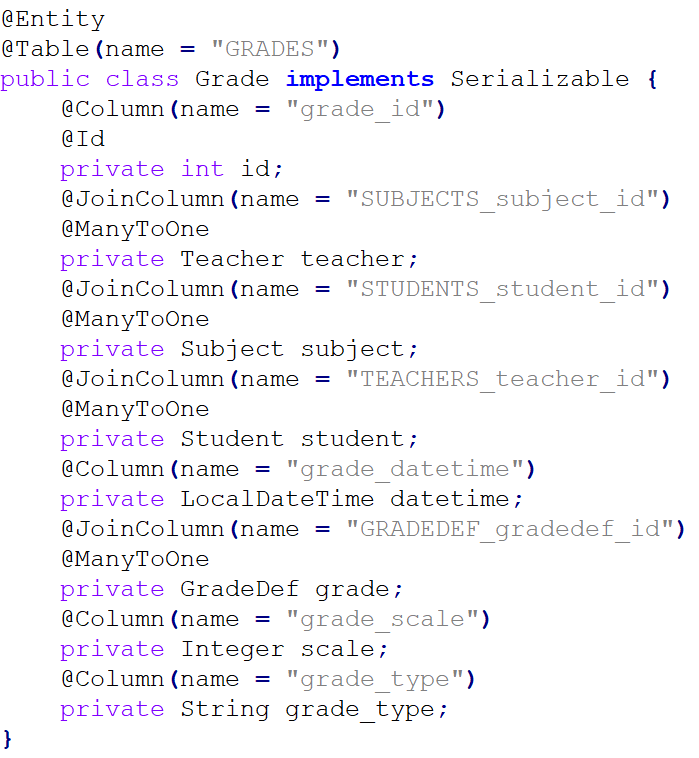 @Entity
@Table(name = "GRADES")
public class Grade implements Serializable {
    @Column(name = "grade_id")
    @Id
    private int id;
    @JoinColumn(name = "SUBJECTS_subject_id")
    @ManyToOne
    private Teacher teacher;
    @JoinColumn(name = "STUDENTS_student_id")
    @ManyToOne
    private Subject subject;
    @JoinColumn(name = "TEACHERS_teacher_id")
    @ManyToOne
    private Student student;
    @Column(name = "grade_datetime")
    private LocalDateTime datetime;
    @JoinColumn(name = "GRADEDEF_gradedef_id")
    @ManyToOne
    private GradeDef grade;
    @Column(name = "grade_scale")
    private Integer scale;
    @Column(name = "grade_type")
    private String grade_type;
}